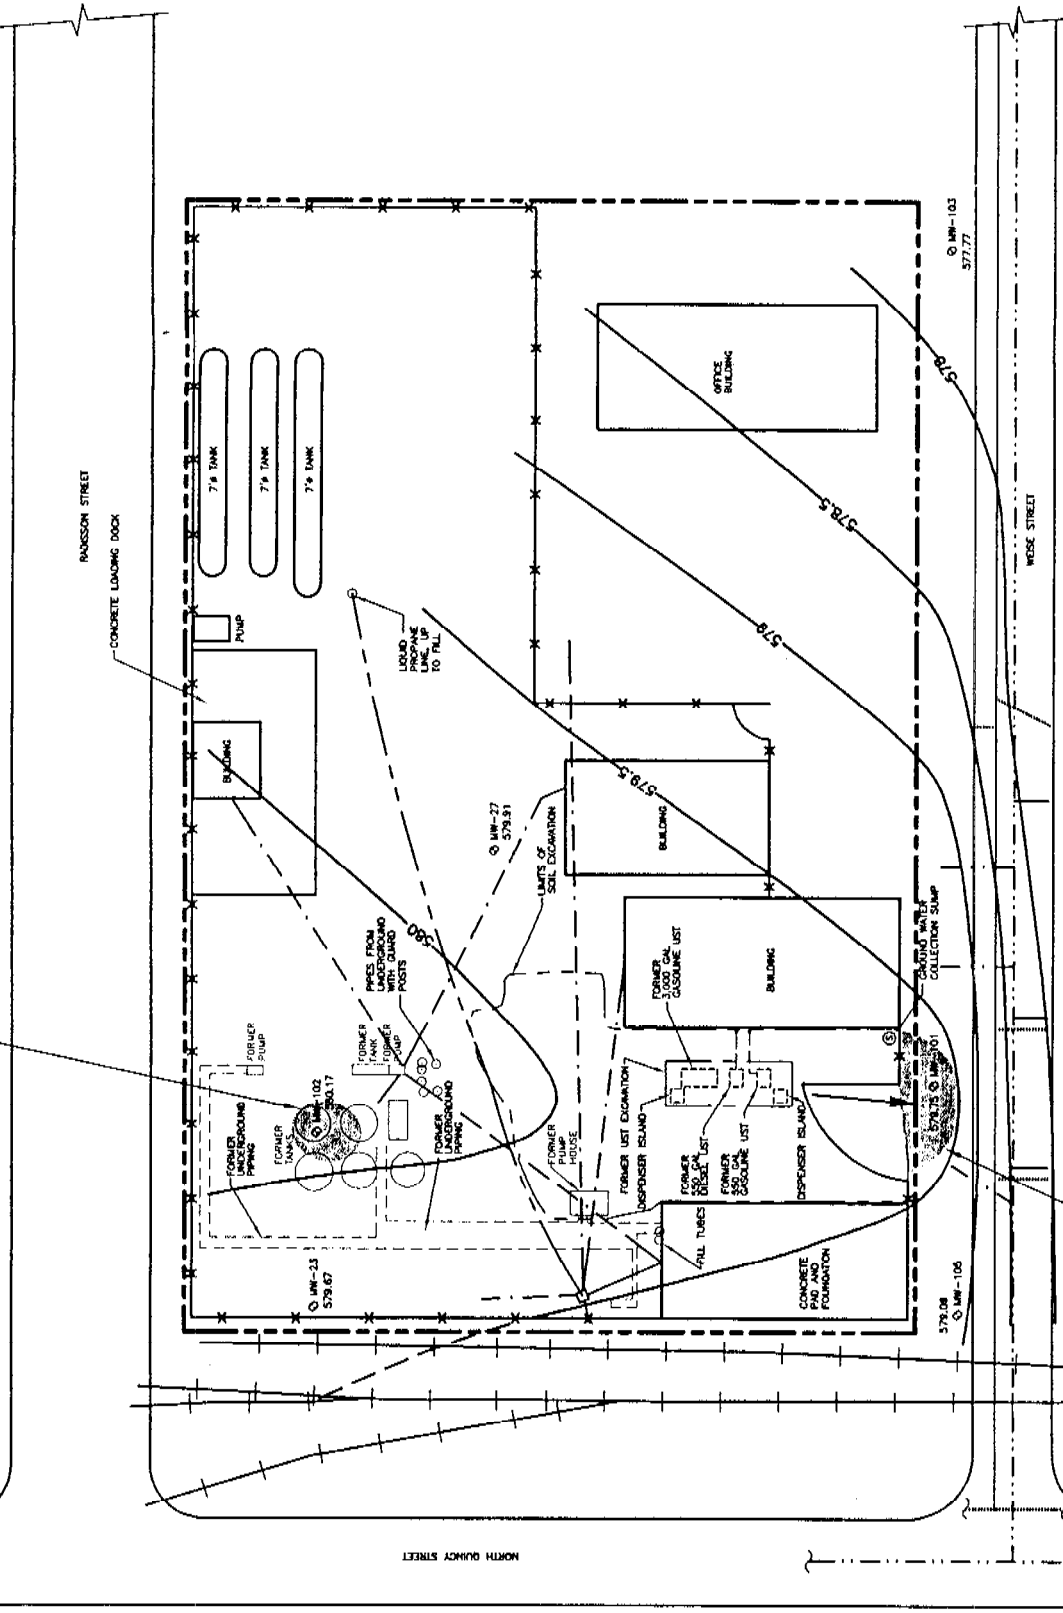 RADISSON STREET
CONCRETE LOADING DOCK
7'ø TANK
7'ø TANK
7'ø TANK
PUMP
BUILDING
LIQUID
PROPANE
LINE, UP
TO FILL
OFFICE
BUILDING
MW-103
577.77
578
578.5
579
579.5
580
WEISE STREET
MW-27
579.91
LIMITS OF
SOIL EXCAVATION
BUILDING
PIPES FROM
UNDERGROUND
WITH GUARD
POSTS
FORMER
PUMP
FORMER
TANK
FORMER
PUMP
MW-102
580.17
FORMER
UNDERGROUND
PIPING
FORMER
TANKS
FORMER
UNDERGROUND
PIPING
FORMER
PUMP
HOUSE
FORMER UST EXCAVATION
DISPENSER ISLAND
FORMER
3,000 GAL
GASOLINE UST
FORMER
550 GAL
DIESEL UST
FORMER
550 GAL
GASOLINE UST
DISPENSER ISLAND
BUILDING
GROUND WATER
COLLECTION SUMP
S
MW-101
579.75
FILL TUBES
CONCRETE
PAD AND
FOUNDATION
MW-23
579.67
579.08
MW-106
NORTH QUINCY STREET